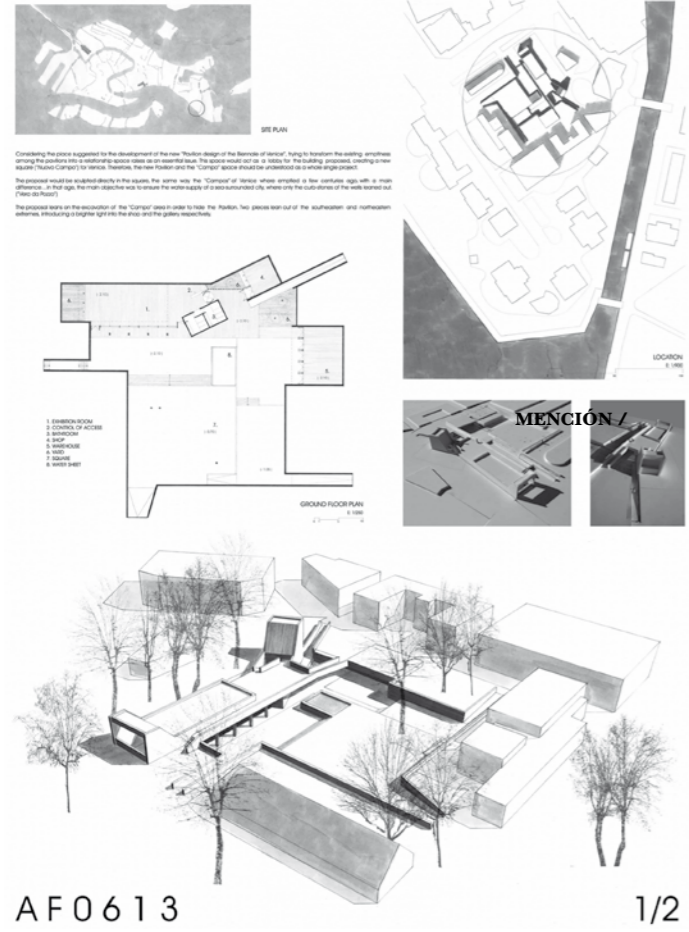 SITE PLAN
Considering the place suggested for the development of the new "Pavilion design of the Biennale of Venice", trying to transform the existing emptiness
among the pavilions into a relationship space raises as an essential issue. This space would act as a lobby for the building proposed, creating a new
square ("Nuova Campo") for Venice. Therefore, the new Pavilion and the "Campo" space should be understood as a whole single project.
The proposal would be sculpted directly in the square, the same way the "Campos" of Venice where emptied a few centuries ago with a main
difference...in that age, the main objective was to ensure the water-supply of a sea-surrounded city, where only the curb-stones of the wells leaned out
("Vera da Pozzo")
The proposal leans on the excavation of the "Campo" area in order to hide the Pavilion. Two pieces lean out at the southeastern and northeastern
extremes, introducing a brighter light into the shop and the gallery respectively.
LOCATION
1. EXHIBITION ROOM
2. CONTROL OF ACCESS
3. BATHROOM
4. SHOP
5. WAREHOUSE
6. YARD
7. SQUARE
8. WATER SHEET
GROUND FLOOR PLAN
MENCIÓN /
AF0613
1/2